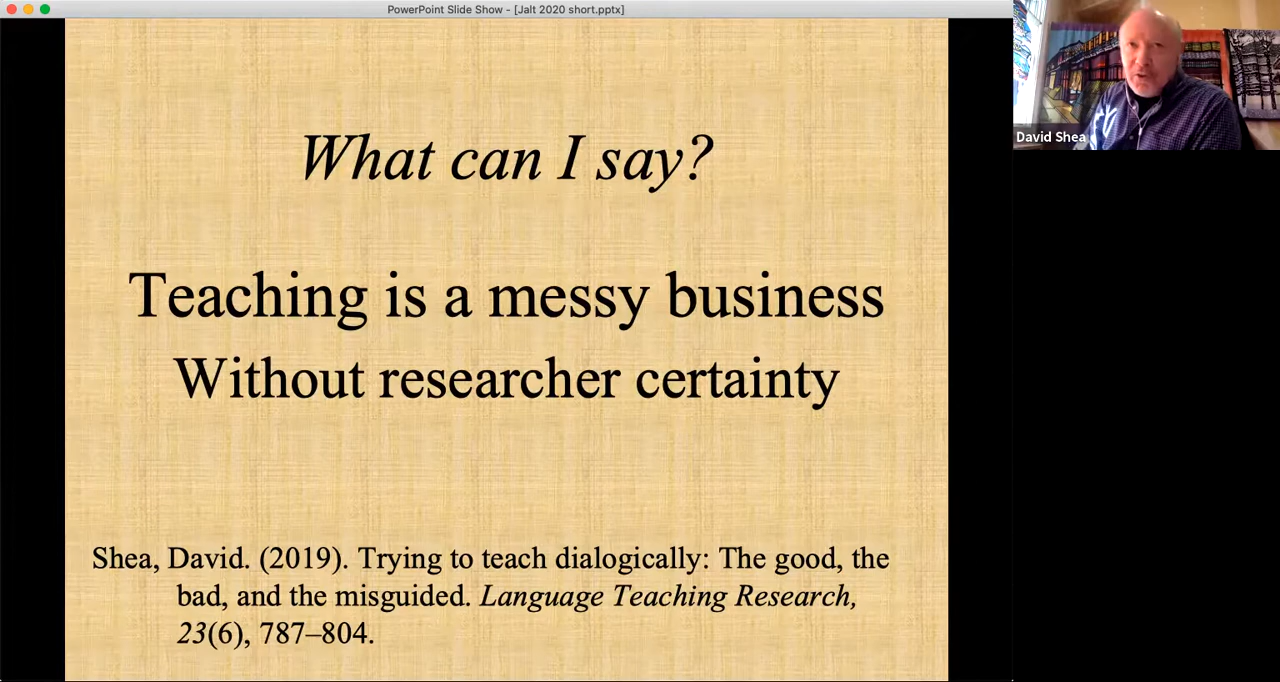 PowerPoint Slide Show - [Jalt 2020 short.pptx]
David Shea
What can I say?
Teaching is a messy business
Without researcher certainty
Shea, David. (2019). Trying to teach dialogically: The good, the
bad, and the misguided. Language Teaching Research,
23(6), 787–804.